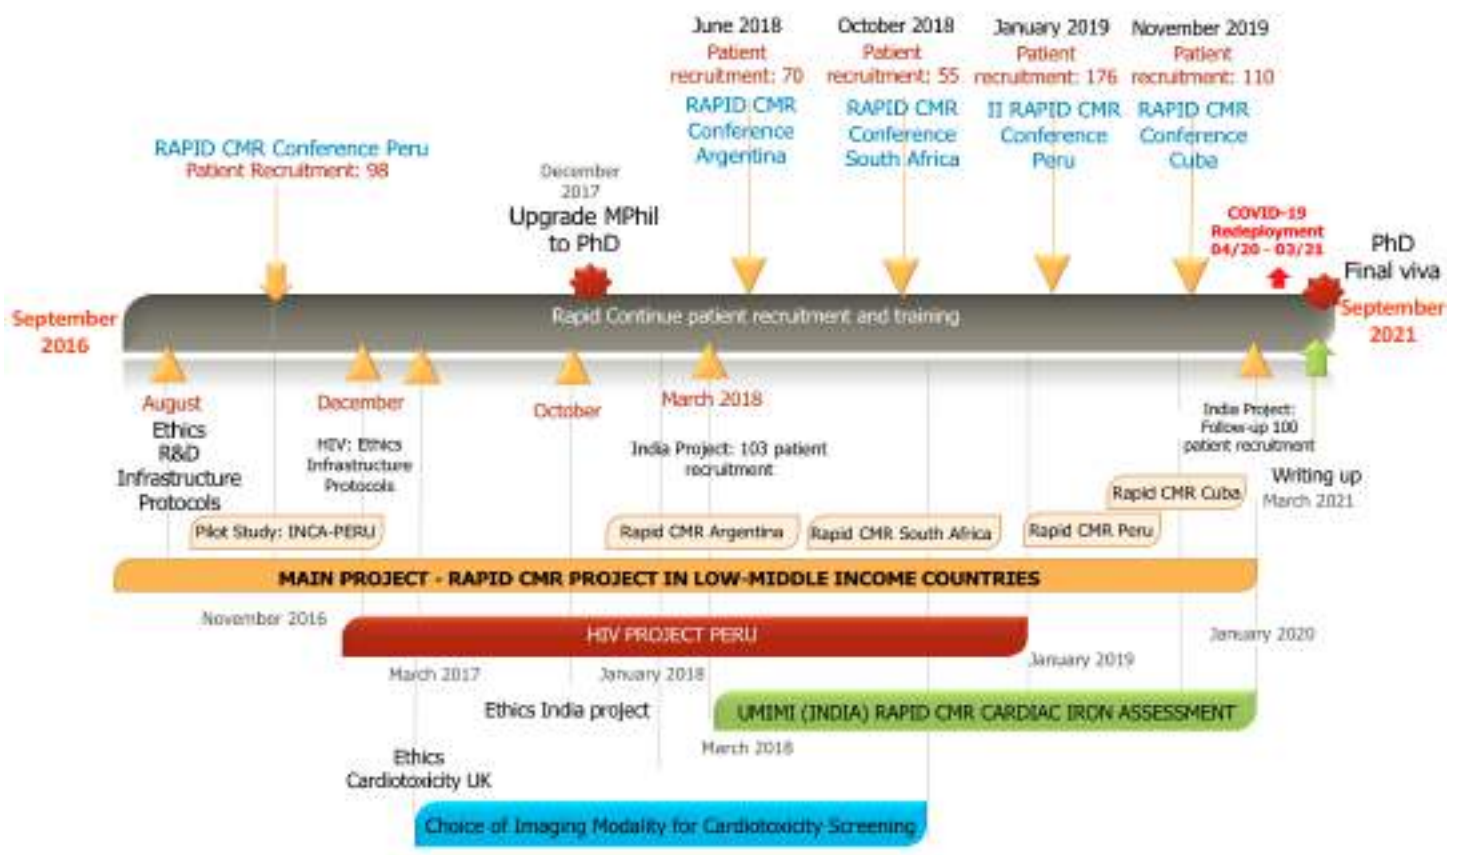 June 2018
Patient
recruitment: 70
RAPID CMR
Conference
Argentina
October 2018
Patient
recruitment: 55
RAPID CMR
Conference
South Africa
January 2019
Patient
recruitment: 176
II RAPID CMR
Conference
Peru
November 2019
Patient
recruitment: 110
RAPID CMR
Conference
Cuba
RAPID CMR Conference Peru
Patient Recruitment: 98
December
2017
Upgrade MPhil
to PhD
COVID-19
Redeployment
04/20 - 03/21
PhD
Final viva
September
2016
Rapid Continue patient recruitment and training
September
2021
August
Ethics
R&D
Infrastructure
Protocols
December
HIV: Ethics
Infrastructure
Protocols
October
March 2018
India Project: 103 patient
recruitment
India Project:
Follow-up 100
patient recruitment
Writing up
March 2021
Pilot Study: INCA-PERU
Rapid CMR Argentina
Rapid CMR South Africa
Rapid CMR Peru
Rapid CMR Cuba
MAIN PROJECT - RAPID CMR PROJECT IN LOW-MIDDLE INCOME COUNTRIES
November 2016
HIV PROJECT PERU
January 2020
March 2017
January 2018
January 2019
Ethics India project
UMIMI (INDIA) RAPID CMR CARDIAC IRON ASSESSMENT
March 2018
Ethics
Cardiotoxicity UK
Choice of Imaging Modality for Cardiotoxicity Screening